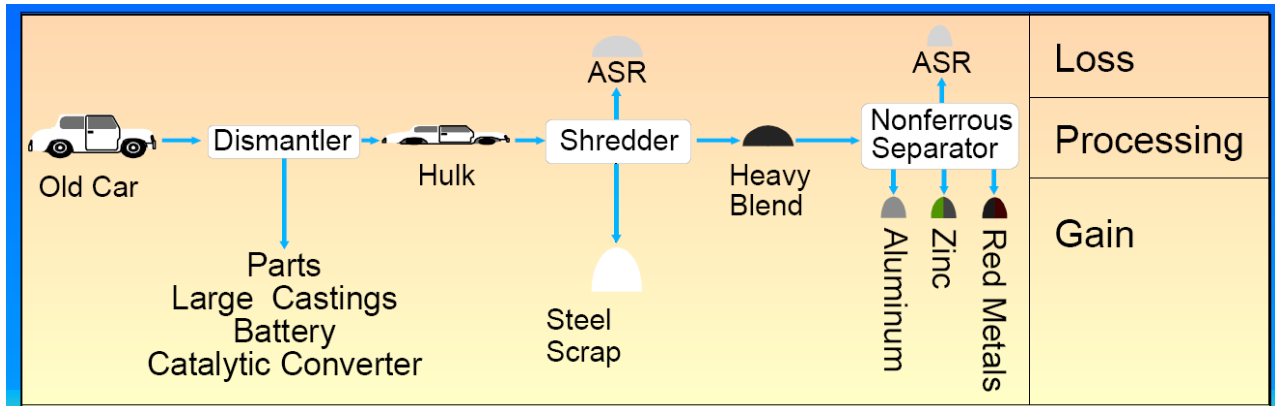 ASR
ASR
Loss
Old Car
Dismantler
Hulk
Shredder
Heavy
Blend
Nonferrous
Separator
Processing
Parts
Large Castings
Battery
Catalytic Converter
Steel
Scrap
Aluminum
Zinc
Red Metals
Gain